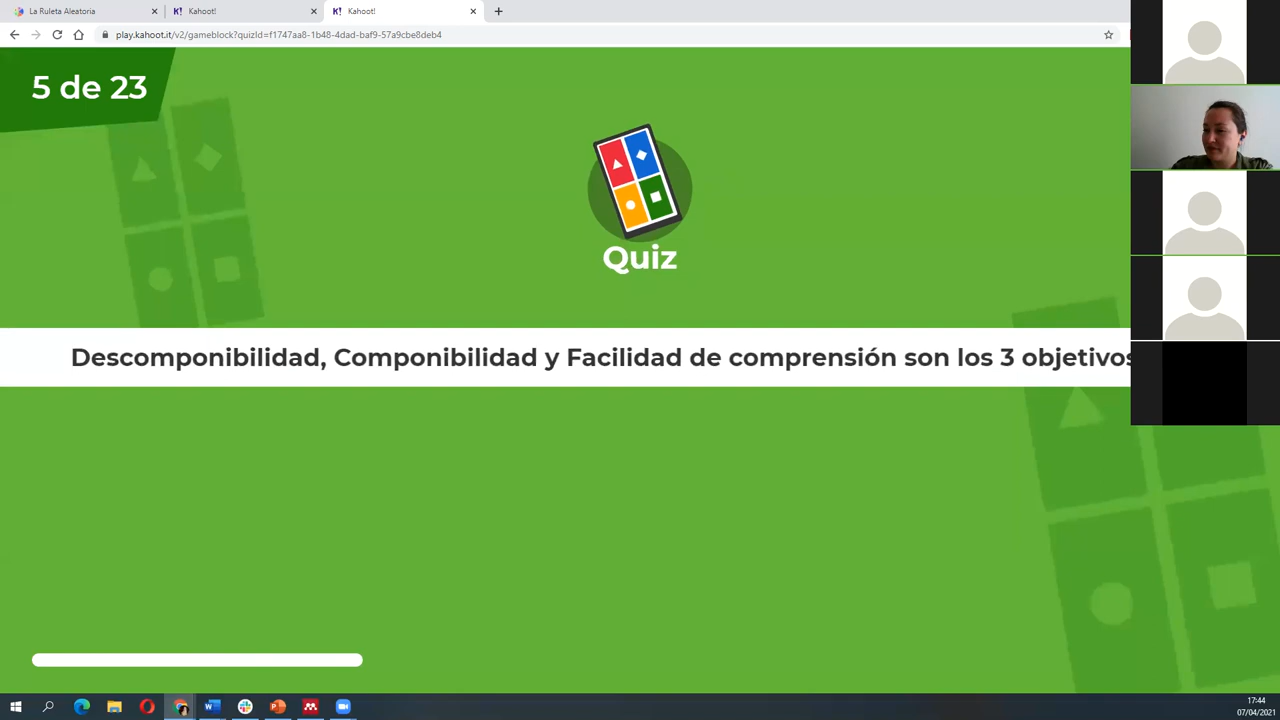 La Ruleta Aleatoria
Kahoot!
Kahoot!
play.kahoot.it/v2/gameblock?quizId=f1747aa8-1b48-4dad-baf9-57a9cbe8deb4
5 de 23
Quiz
Descomponibilidad, Componibilidad y Facilidad de comprensión son los 3 objetivos
17:44
07/04/2021